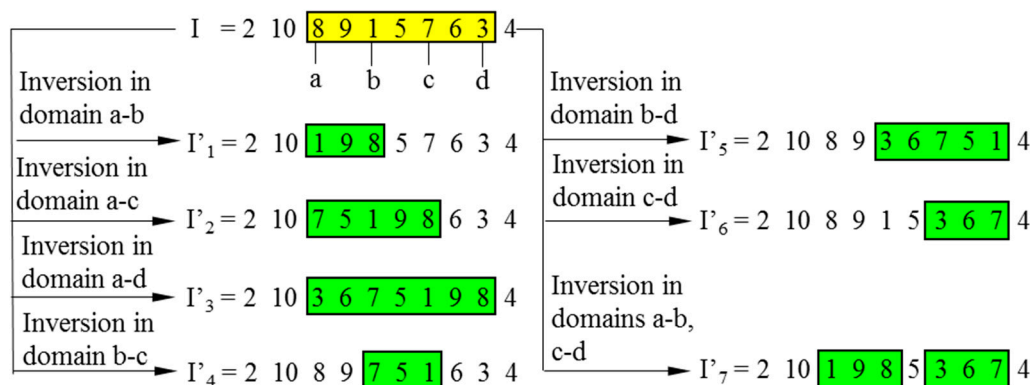 I = 2 10 8 9 1 5 7 6 3 4
a b c d
Inversion in
domain a-b
I'₁ = 2 10 1 9 8 5 7 6 3 4
Inversion in
domain a-c
I'₂ = 2 10 7 5 1 9 8 6 3 4
Inversion in
domain a-d
I'₃ = 2 10 3 6 7 5 1 9 8 4
Inversion in
domain b-c
I'₄ = 2 10 8 9 7 5 1 6 3 4
Inversion in
domain b-d
I'₅ = 2 10 8 9 3 6 7 5 1 4
Inversion in
domain c-d
I'₆ = 2 10 8 9 1 5 3 6 7 4
Inversion in
domains a-b,
c-d
I'₇ = 2 10 1 9 8 5 3 6 7 4